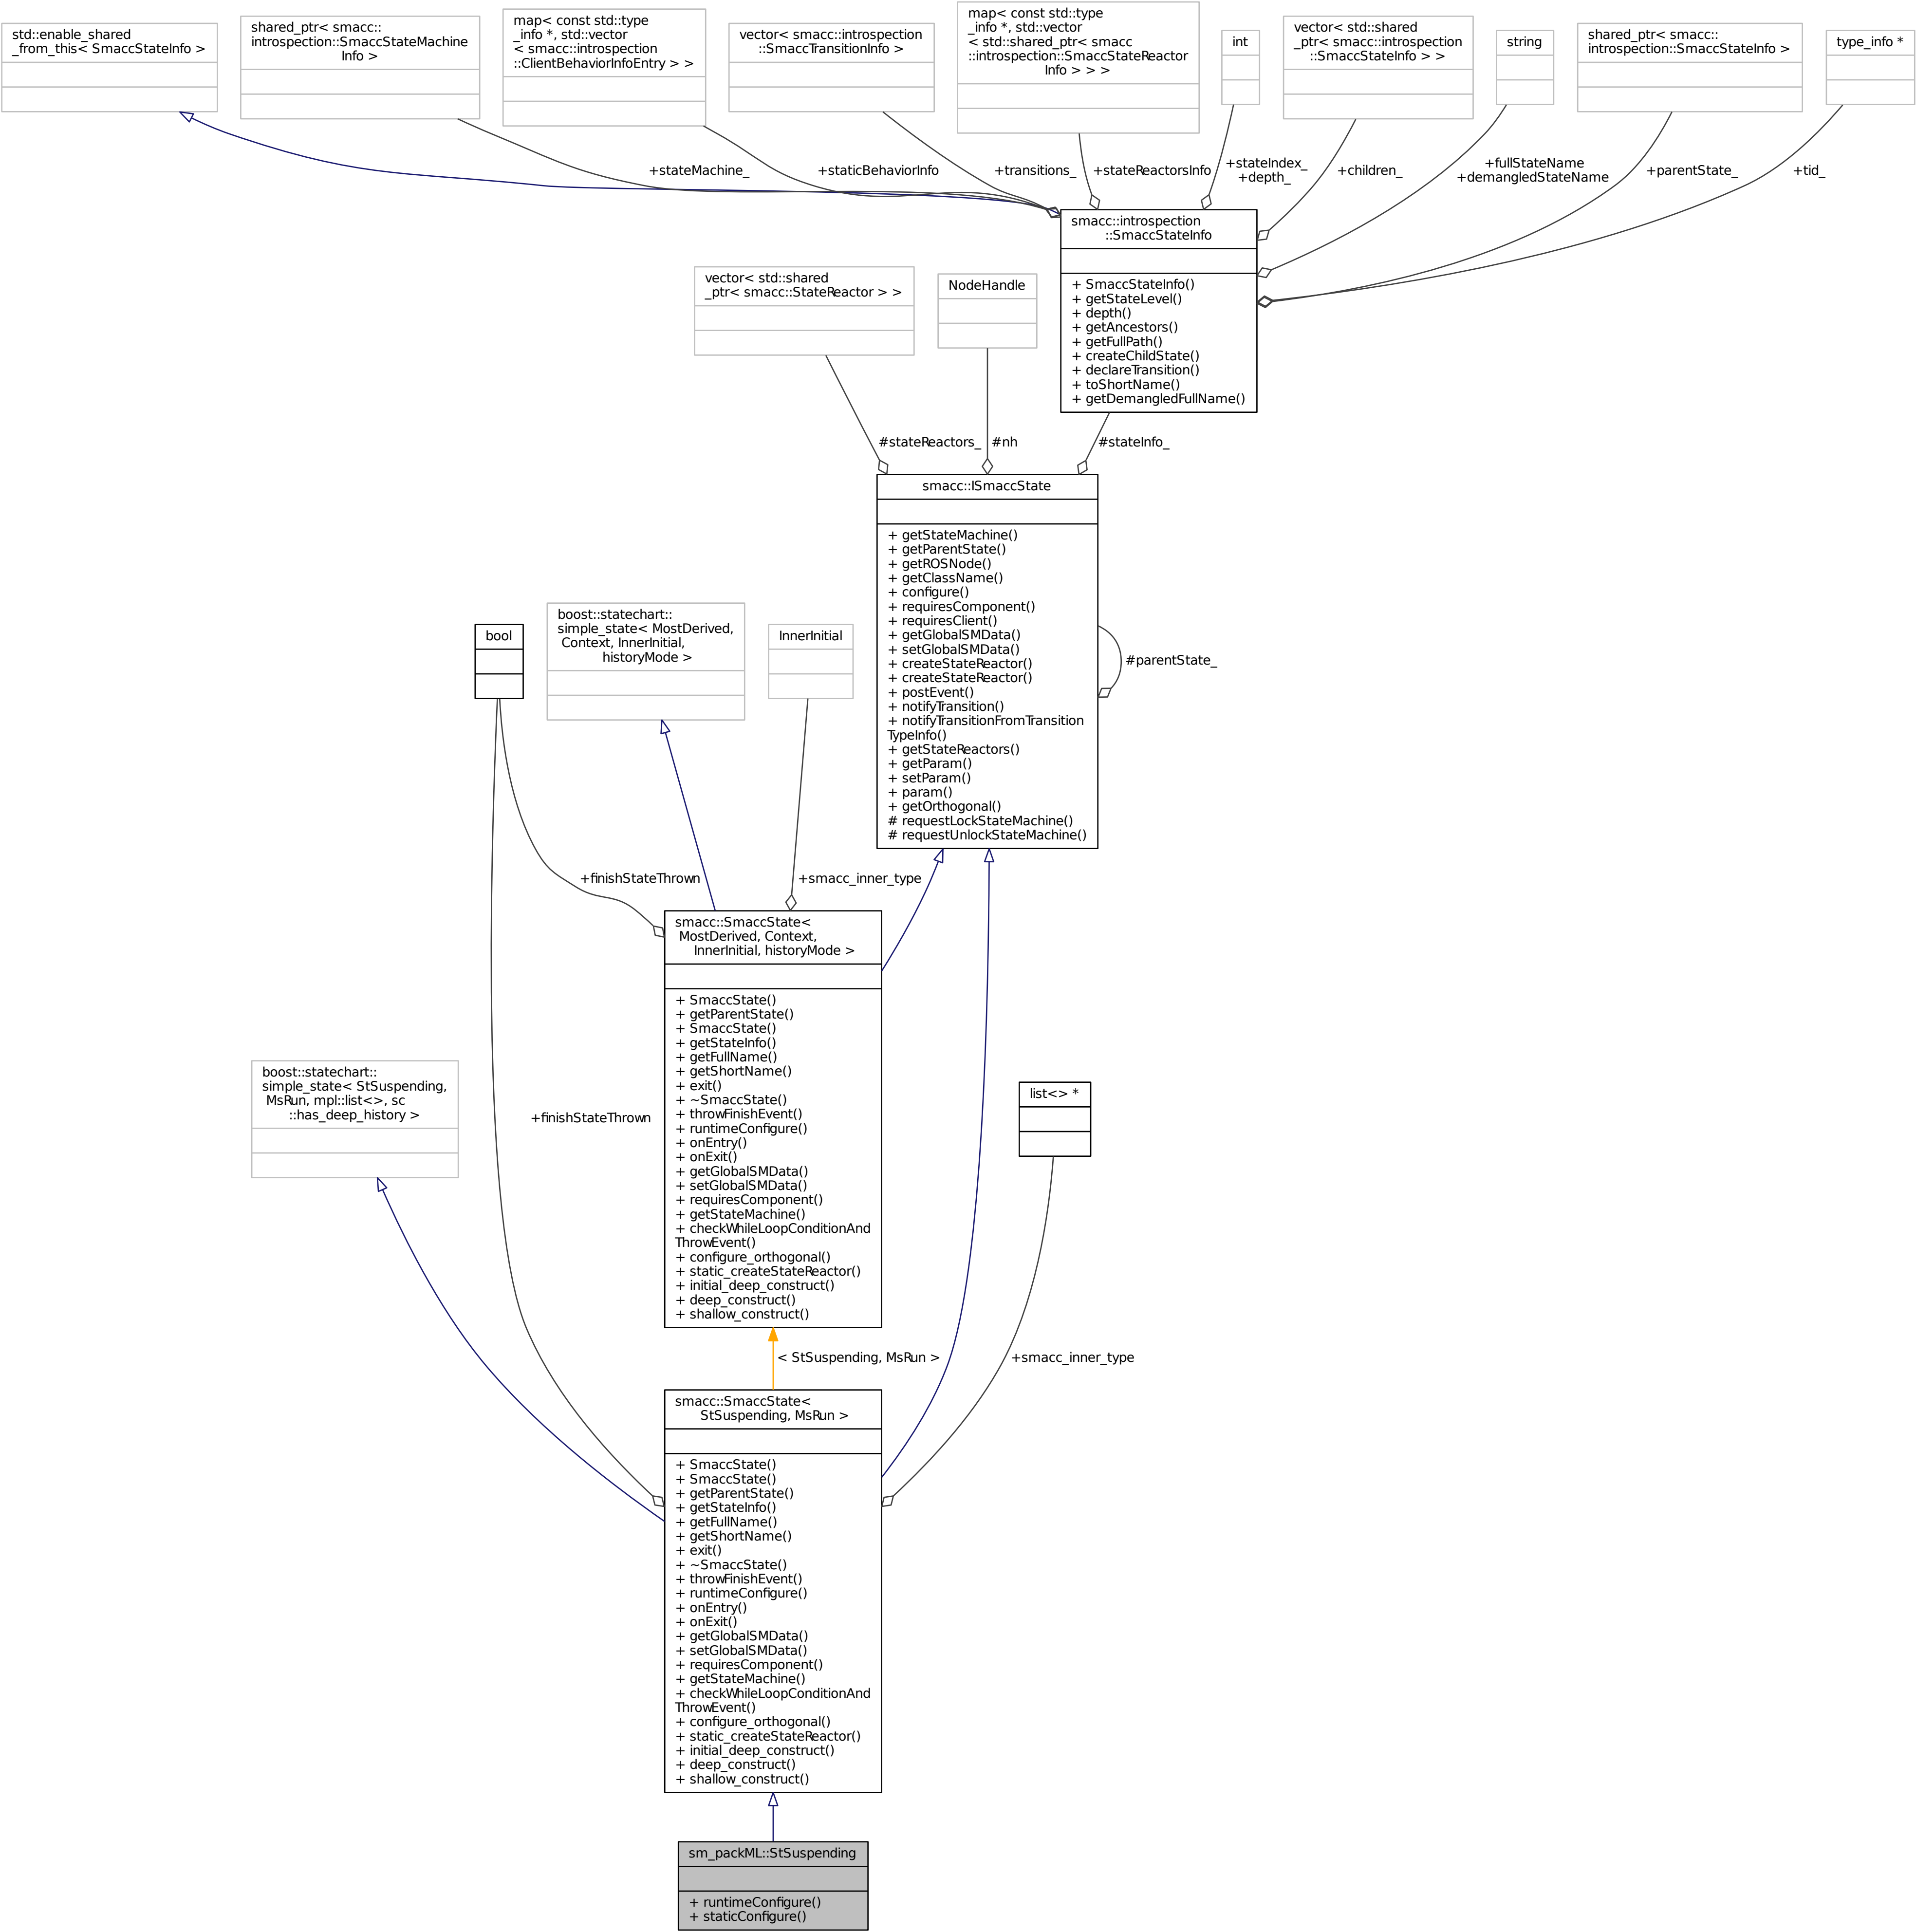 std::enable_shared
_from_this< SmaccStateInfo >
shared_ptr< smacc::
introspection::SmaccStateMachine
Info >
map< const std::type
_info *, std::vector
< smacc::introspection
::ClientBehaviorInfoEntry > >
vector< smacc::introspection
::SmaccTransitionInfo >
map< const std::type
_info *, std::vector
< std::shared_ptr< smacc
::introspection::SmaccStateReactor
Info > > >
int
vector< std::shared
_ptr< smacc::introspection
::SmaccStateInfo > >
string
shared_ptr< smacc::
introspection::SmaccStateInfo >
type_info *
+stateMachine_
+staticBehaviorInfo
+transitions_
+stateReactorsInfo
+stateIndex_
+depth_
+children_
+fullStateName
+demangledStateName
+parentState_
+tid_
smacc::introspection
::SmaccStateInfo
+ SmaccStateInfo()
+ getStateLevel()
+ depth()
+ getAncestors()
+ getFullPath()
+ createChildState()
+ declareTransition()
+ toShortName()
+ getDemangledFullName()
vector< std::shared
_ptr< smacc::StateReactor > >
NodeHandle
#stateReactors_
#nh
#stateInfo_
smacc::ISmaccState
+ getStateMachine()
+ getParentState()
+ getROSNode()
+ getClassName()
+ configure()
+ requiresComponent()
+ requiresClient()
+ getGlobalSMData()
+ setGlobalSMData()
+ createStateReactor()
+ createStateReactor()
+ postEvent()
+ notifyTransition()
+ notifyTransitionFromTransition
TypeInfo()
+ getStateReactors()
+ getParam()
+ setParam()
+ param()
+ getOrthogonal()
# requestLockStateMachine()
# requestUnlockStateMachine()
#parentState_
bool
boost::statechart::
simple_state< MostDerived,
Context, InnerInitial,
historyMode >
InnerInitial
+finishStateThrown
+smacc_inner_type
smacc::SmaccState<
MostDerived, Context,
InnerInitial, historyMode >
+ SmaccState()
+ getParentState()
+ SmaccState()
+ getStateInfo()
+ getFullName()
+ getShortName()
+ exit()
+ ~SmaccState()
+ throwFinishEvent()
+ runtimeConfigure()
+ onEntry()
+ onExit()
+ getGlobalSMData()
+ setGlobalSMData()
+ requiresComponent()
+ getStateMachine()
+ checkWhileLoopConditionAnd
ThrowEvent()
+ configure_orthogonal()
+ static_createStateReactor()
+ initial_deep_construct()
+ deep_construct()
+ shallow_construct()
boost::statechart::
simple_state< StSuspending,
MsRun, mpl::list<>, sc
::has_deep_history >
+finishStateThrown
list<> *
< StSuspending, MsRun >
+smacc_inner_type
smacc::SmaccState<
StSuspending, MsRun >
+ SmaccState()
+ SmaccState()
+ getParentState()
+ getStateInfo()
+ getFullName()
+ getShortName()
+ exit()
+ ~SmaccState()
+ throwFinishEvent()
+ runtimeConfigure()
+ onEntry()
+ onExit()
+ getGlobalSMData()
+ setGlobalSMData()
+ requiresComponent()
+ getStateMachine()
+ checkWhileLoopConditionAnd
ThrowEvent()
+ configure_orthogonal()
+ static_createStateReactor()
+ initial_deep_construct()
+ deep_construct()
+ shallow_construct()
sm_packML::StSuspending
+ runtimeConfigure()
+ staticConfigure()